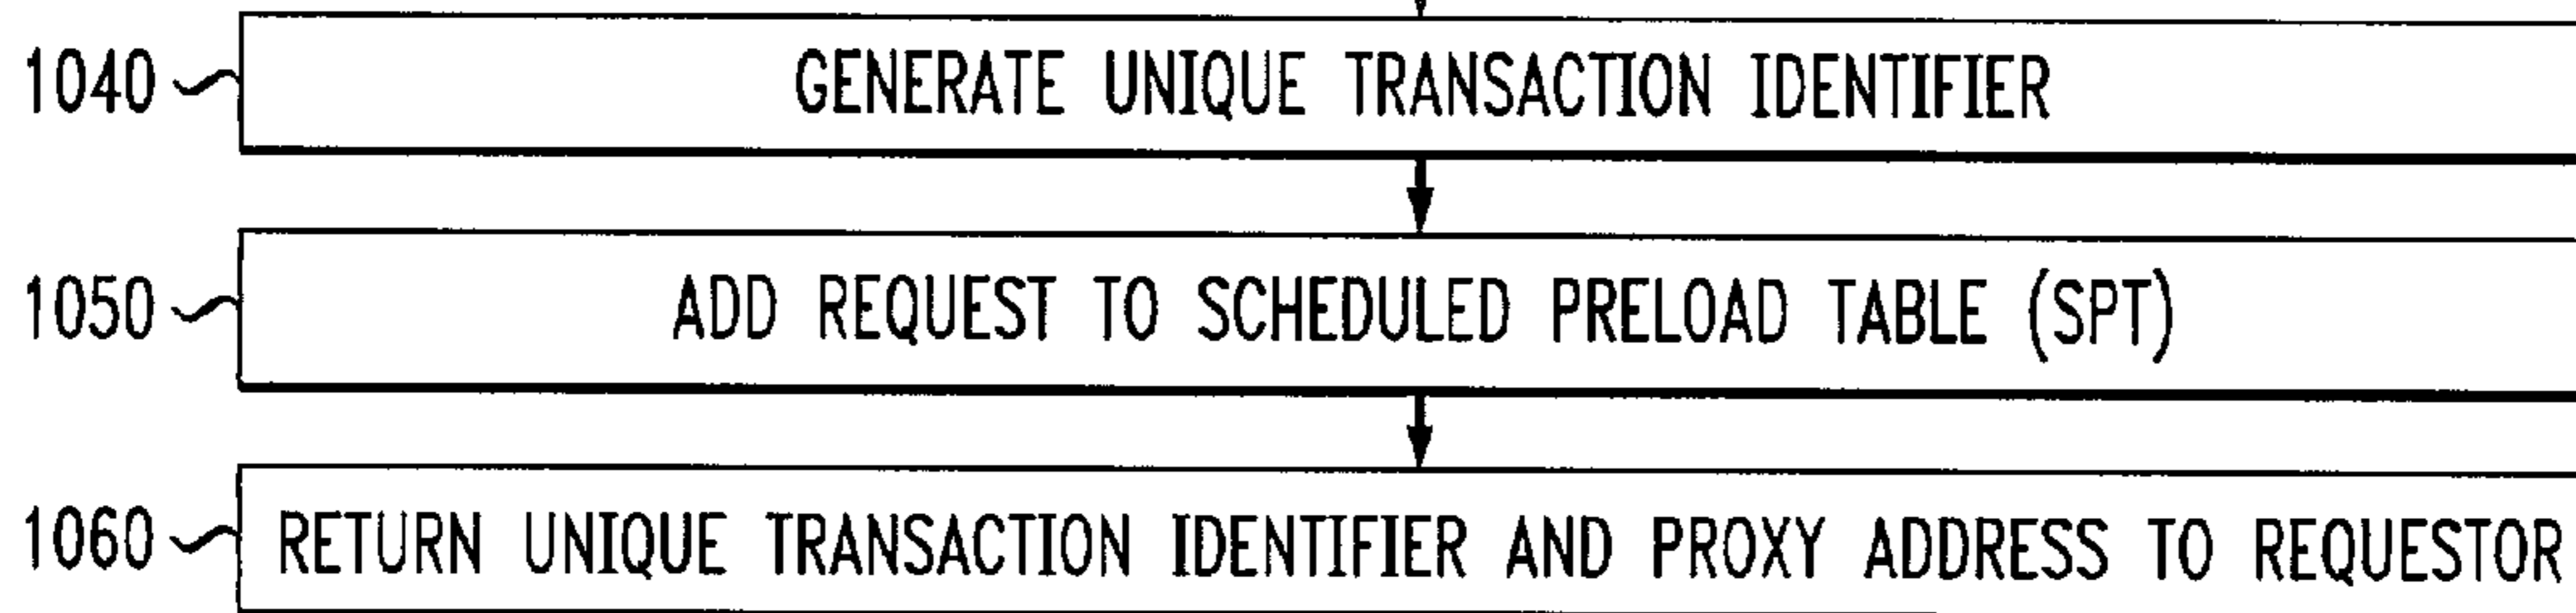 1040 GENERATE UNIQUE TRANSACTION IDENTIFIER
1050 ADD REQUEST TO SCHEDULED PRELOAD TABLE (SPT)
1060 RETURN UNIQUE TRANSACTION IDENTIFIER AND PROXY ADDRESS TO REQUESTOR